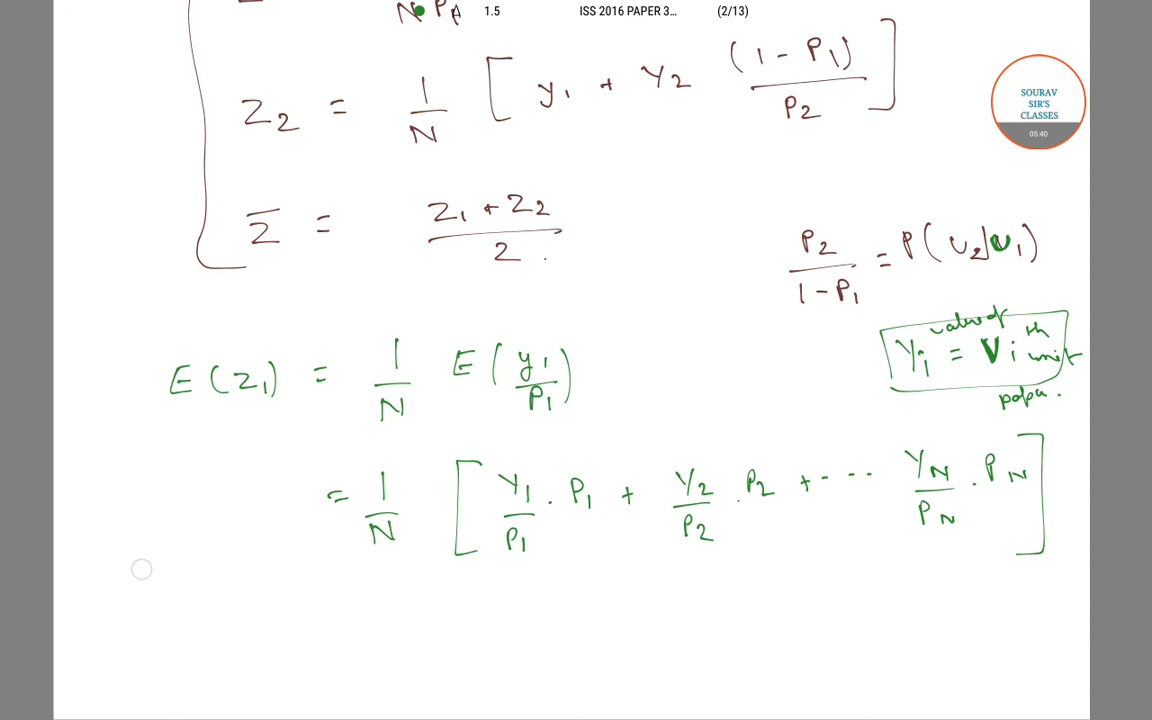 N P1 1.5 ISS 2016 PAPER 3... (2/13)
Z2 = 1/N [ y1 + Y2 (1 - P1)/P2 ]
SOURAV
SIR'S
CLASSES
05:40
Z̄ = (Z1 + Z2)/2.
P2/(1 - P1) = P(U2|U1)
value of
Yi = V i th unit
popn.
E(Z1) = 1/N E(y1/P1)
= 1/N [ Y1/P1 . P1 + Y2/P2 . P2 + - - - - YN/PN . PN ]